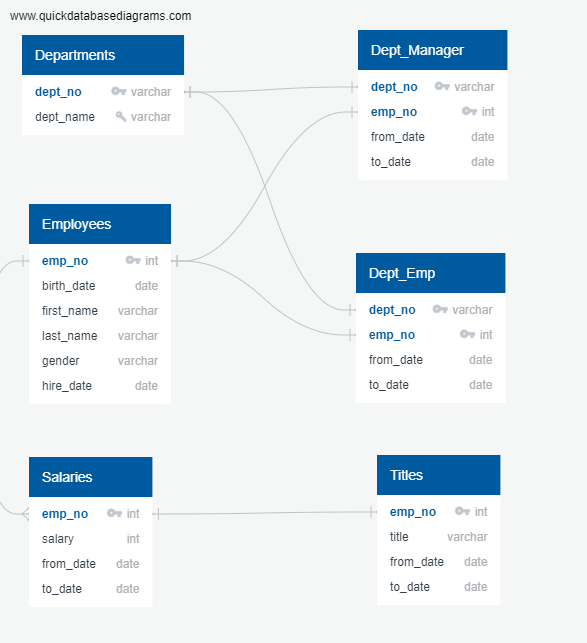 www.quickdatabasediagrams.com
Departments
dept_no varchar
dept_name varchar
Dept_Manager
dept_no varchar
emp_no int
from_date date
to_date date
Employees
emp_no int
birth_date date
first_name varchar
last_name varchar
gender varchar
hire_date date
Dept_Emp
dept_no varchar
emp_no int
from_date date
to_date date
Salaries
emp_no int
salary int
from_date date
to_date date
Titles
emp_no int
title varchar
from_date date
to_date date